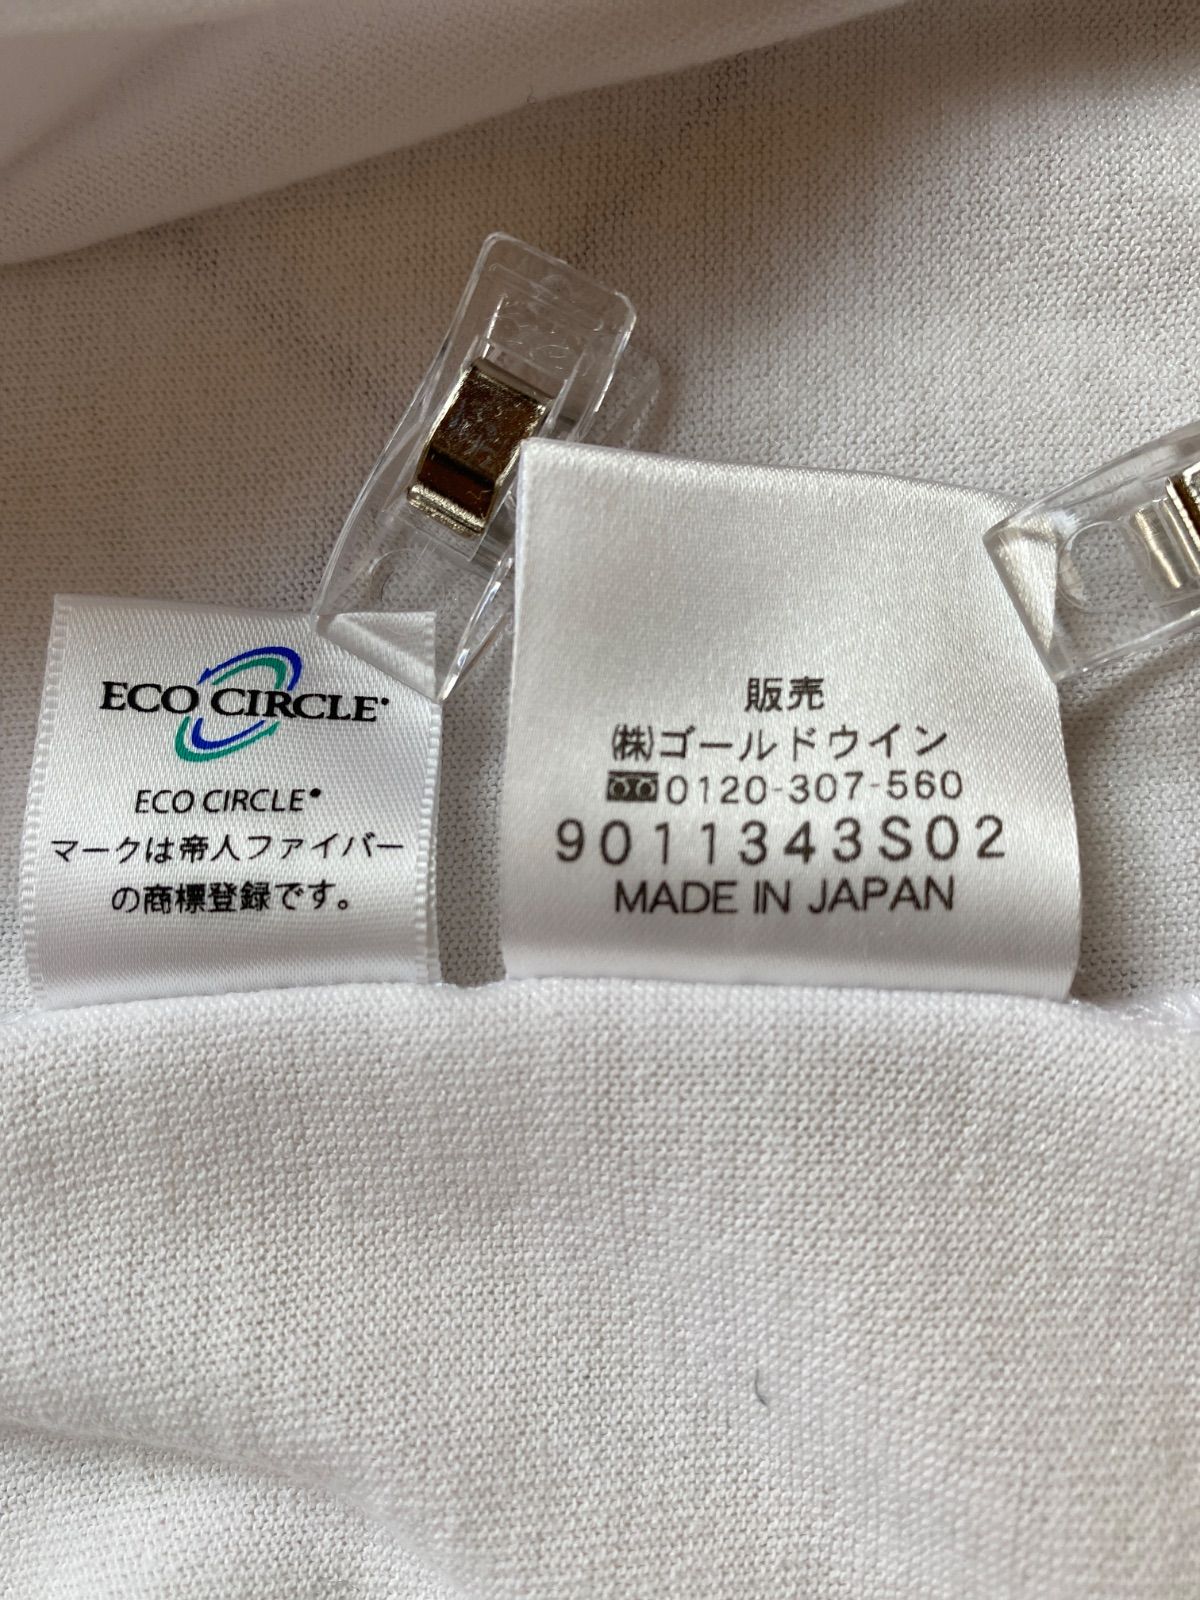 ECO CIRCLE
ECO CIRCLE®
マークは帝人ファイバー
の商標登録です。
販売
㈱ゴールドウイン
0120-307-560
9011343S02
MADE IN JAPAN